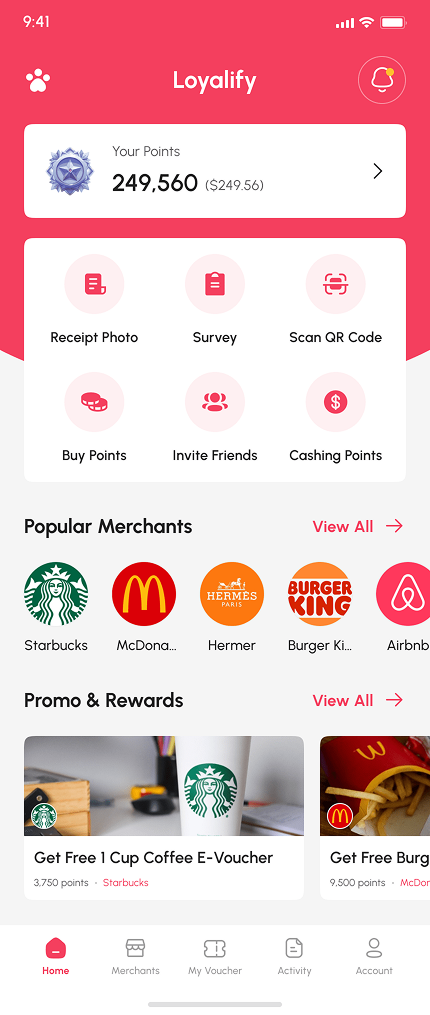 9:41
Loyalify
Your Points
249,560 ($249.56)
Receipt Photo Survey Scan QR Code
Buy Points Invite Friends Cashing Points
Popular Merchants View All
HERMÈS
PARIS
BURGER
KING
Starbucks McDona... Hermer Burger Ki... Airbnb
Promo & Rewards View All
Get Free 1 Cup Coffee E-Voucher Get Free Burg
3,750 points · Starbucks 9,500 points · McDon
Home Merchants My Voucher Activity Account